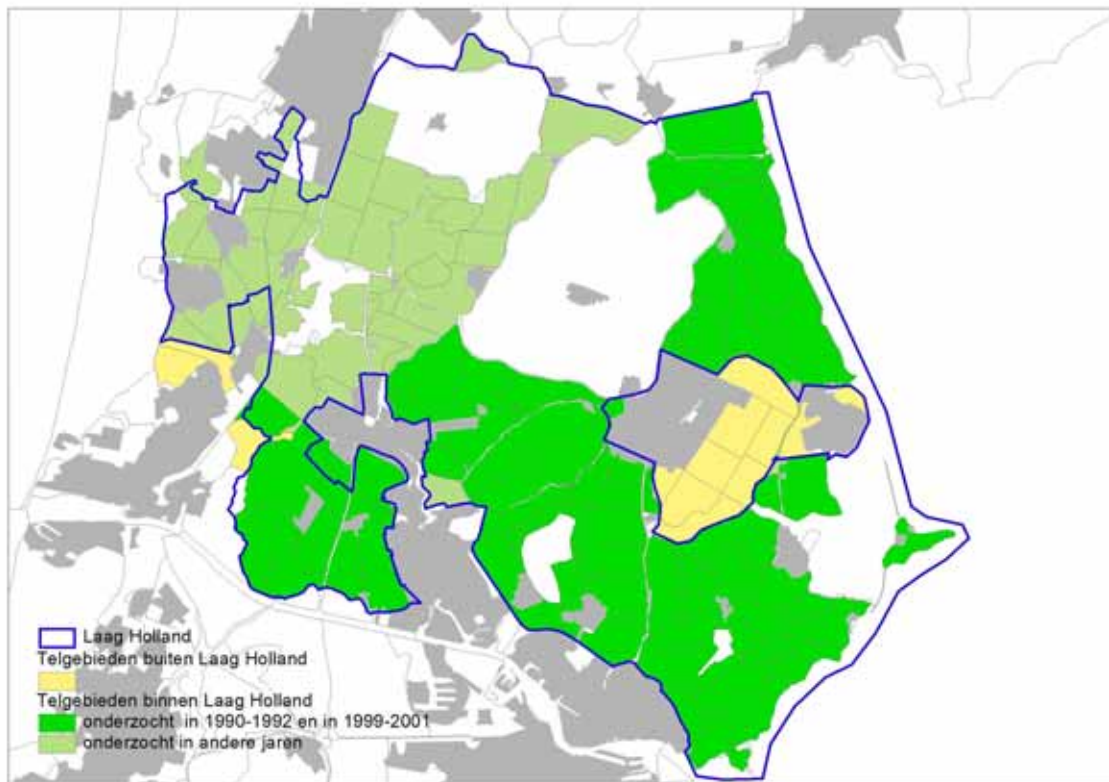 Laag Holland
Telgebieden buiten Laag Holland
Telgebieden binnen Laag Holland
onderzocht in 1990-1992 en in 1999-2001
onderzocht in andere jaren